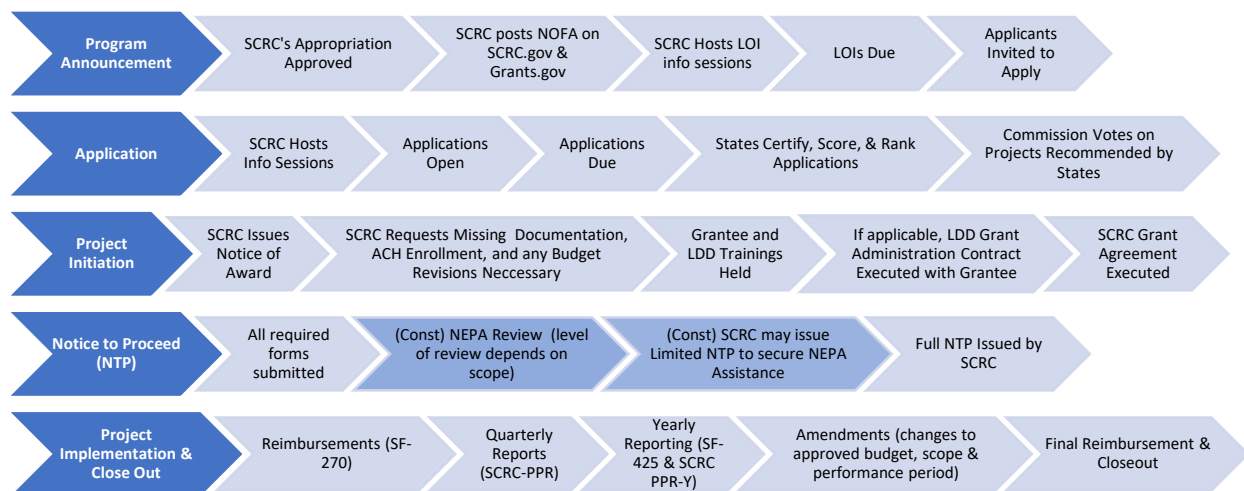 Program
Announcement
SCRC's Appropriation
Approved
SCRC posts NOFA on
SCRC.gov &
Grants.gov
SCRC Hosts LOI
info sessions
LOIs Due
Applicants
Invited to
Apply
Application
SCRC Hosts
Info Sessions
Applications
Open
Applications
Due
States Certify, Score, & Rank
Applications
Commission Votes on
Projects Recommended by
States
Project
Initiation
SCRC Issues
Notice of
Award
SCRC Requests Missing Documentation,
ACH Enrollment, and any Budget
Revisions Neccessary
Grantee and
LDD Trainings
Held
If applicable, LDD Grant
Administration Contract
Executed with Grantee
SCRC Grant
Agreement
Executed
Notice to Proceed
(NTP)
All required
forms
submitted
(Const) NEPA Review (level
of review depends on
scope)
(Const) SCRC may issue
Limited NTP to secure NEPA
Assistance
Full NTP Issued by
SCRC
Project
Implementation &
Close Out
Reimbursements (SF-
270)
Quarterly
Reports
(SCRC-PPR)
Yearly
Reporting (SF-
425 & SCRC
PPR-Y)
Amendments (changes to
approved budget, scope &
performance period)
Final Reimbursement &
Closeout